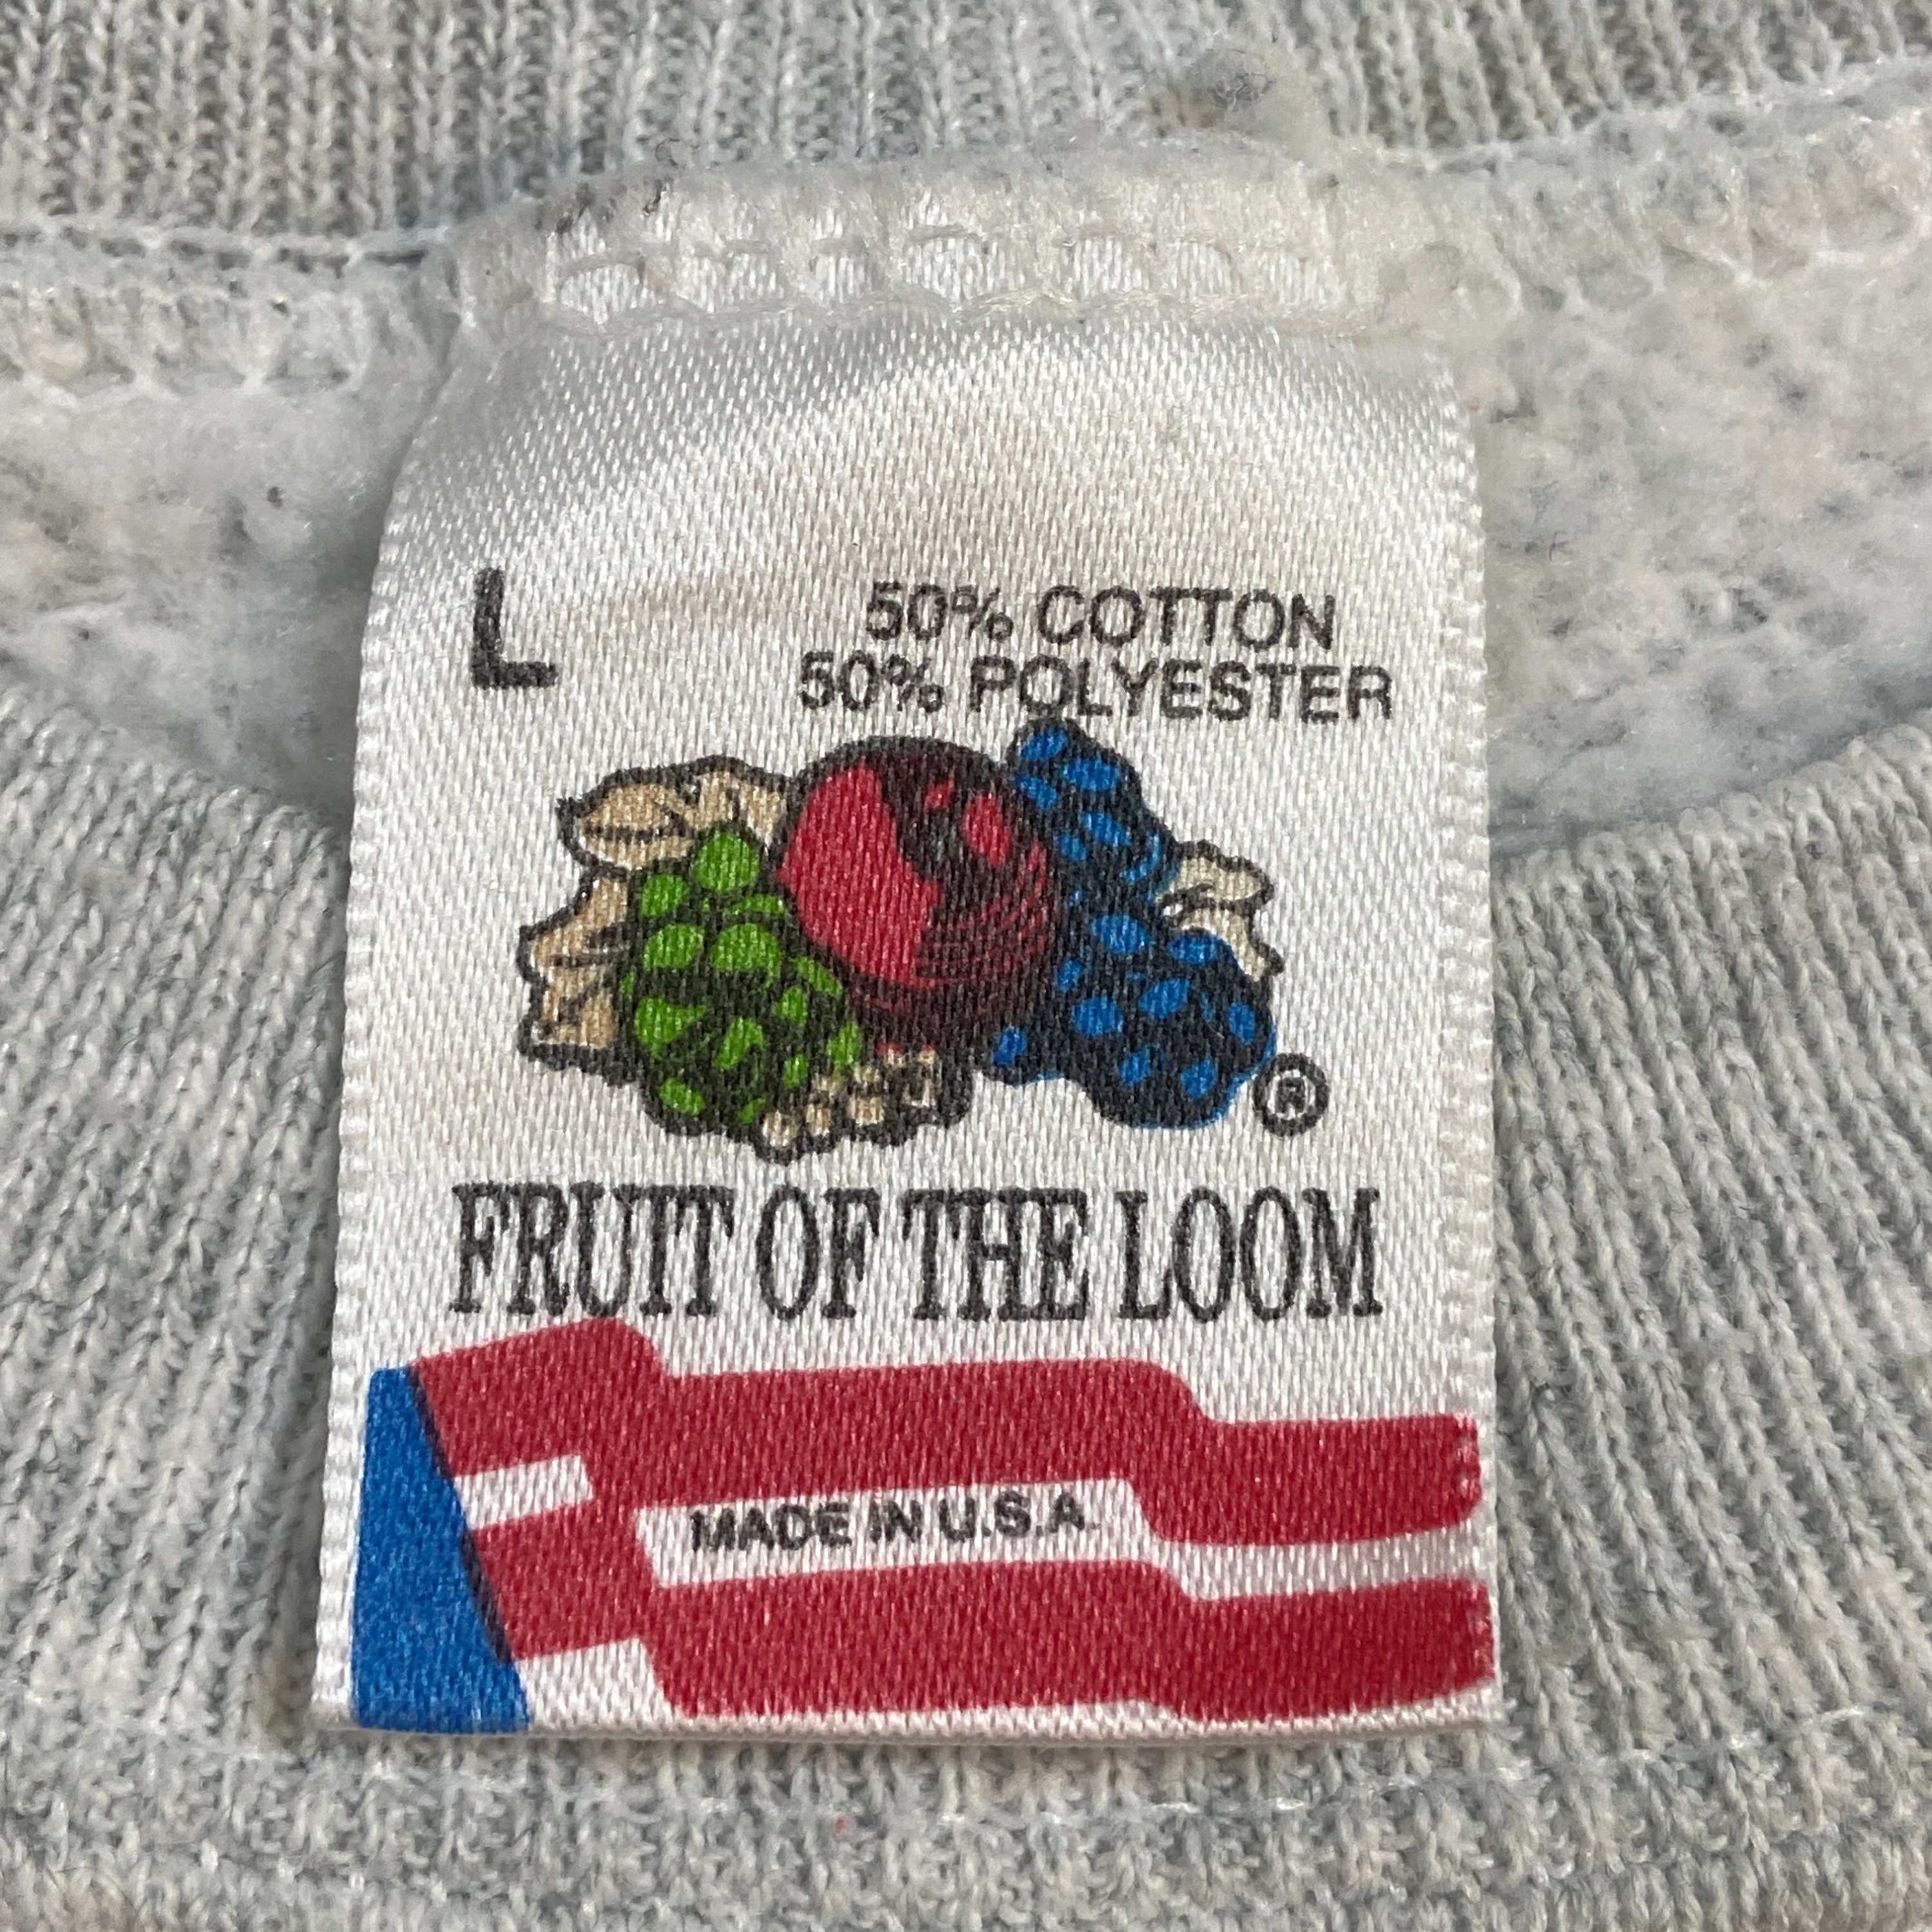 L
50% COTTON
50% POLYESTER
®
FRUIT OF THE LOOM
MADE IN U.S.A.